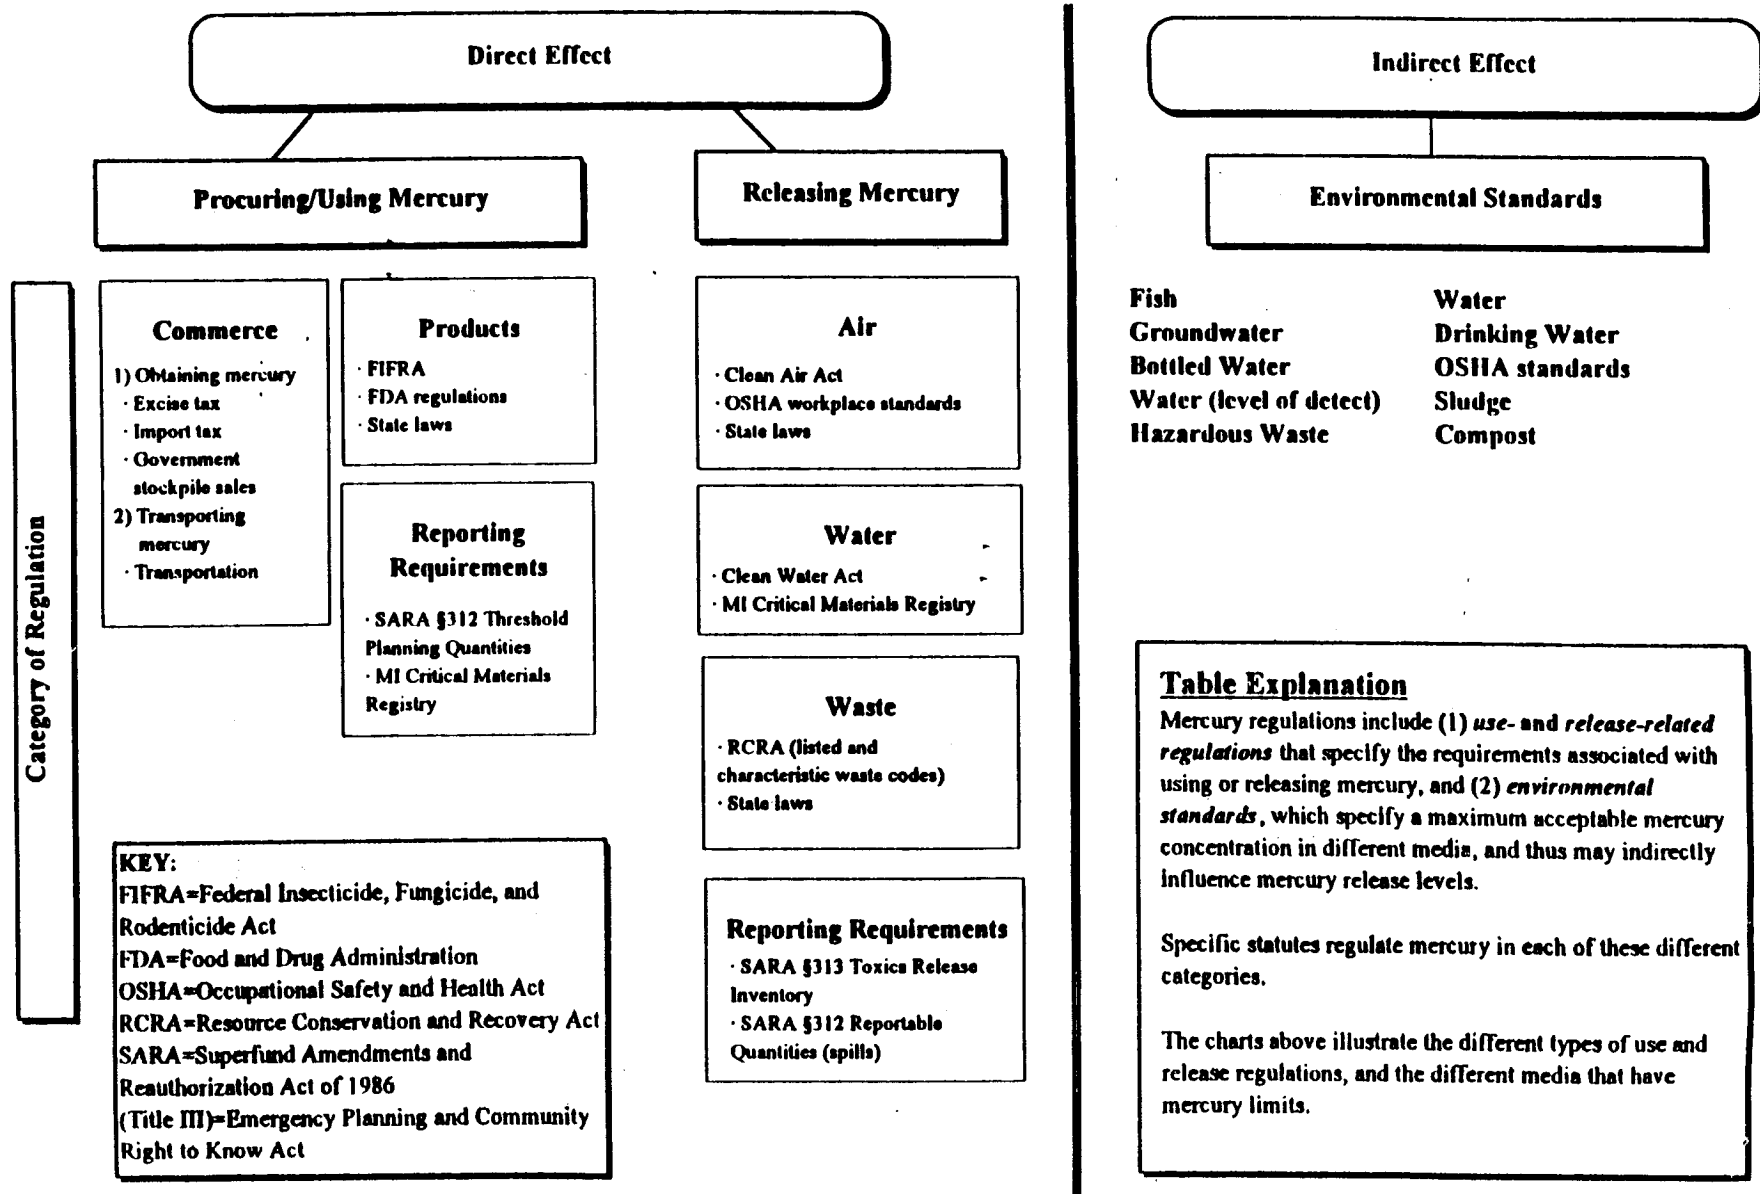 Direct Effect
Procuring/Using Mercury
Releasing Mercury
Category of Regulation
Commerce
1) Obtaining mercury
· Excise tax
· Import tax
· Government
stockpile sales
2) Transporting
mercury
· Transportation
Products
· FIFRA
· FDA regulations
· State laws
Reporting
Requirements
· SARA §312 Threshold
Planning Quantities
· MI Critical Materials
Registry
Air
· Clean Air Act
· OSHA workplace standards
· State laws
Water
· Clean Water Act
· MI Critical Materials Registry
Waste
· RCRA (listed and
characteristic waste codes)
· State laws
Reporting Requirements
· SARA §313 Toxics Release
Inventory
· SARA §312 Reportable
Quantities (spills)
KEY:
FIFRA=Federal Insecticide, Fungicide, and
Rodenticide Act
FDA=Food and Drug Administration
OSHA=Occupational Safety and Health Act
RCRA=Resource Conservation and Recovery Act
SARA=Superfund Amendments and
Reauthorization Act of 1986
(Title III)=Emergency Planning and Community
Right to Know Act
Indirect Effect
Environmental Standards
Fish
Groundwater
Bottled Water
Water (level of detect)
Hazardous Waste
Water
Drinking Water
OSHA standards
Sludge
Compost
Table Explanation
Mercury regulations include (1) use- and release-related
regulations that specify the requirements associated with
using or releasing mercury, and (2) environmental
standards, which specify a maximum acceptable mercury
concentration in different media, and thus may indirectly
influence mercury release levels.
Specific statutes regulate mercury in each of these different
categories.
The charts above illustrate the different types of use and
release regulations, and the different media that have
mercury limits.